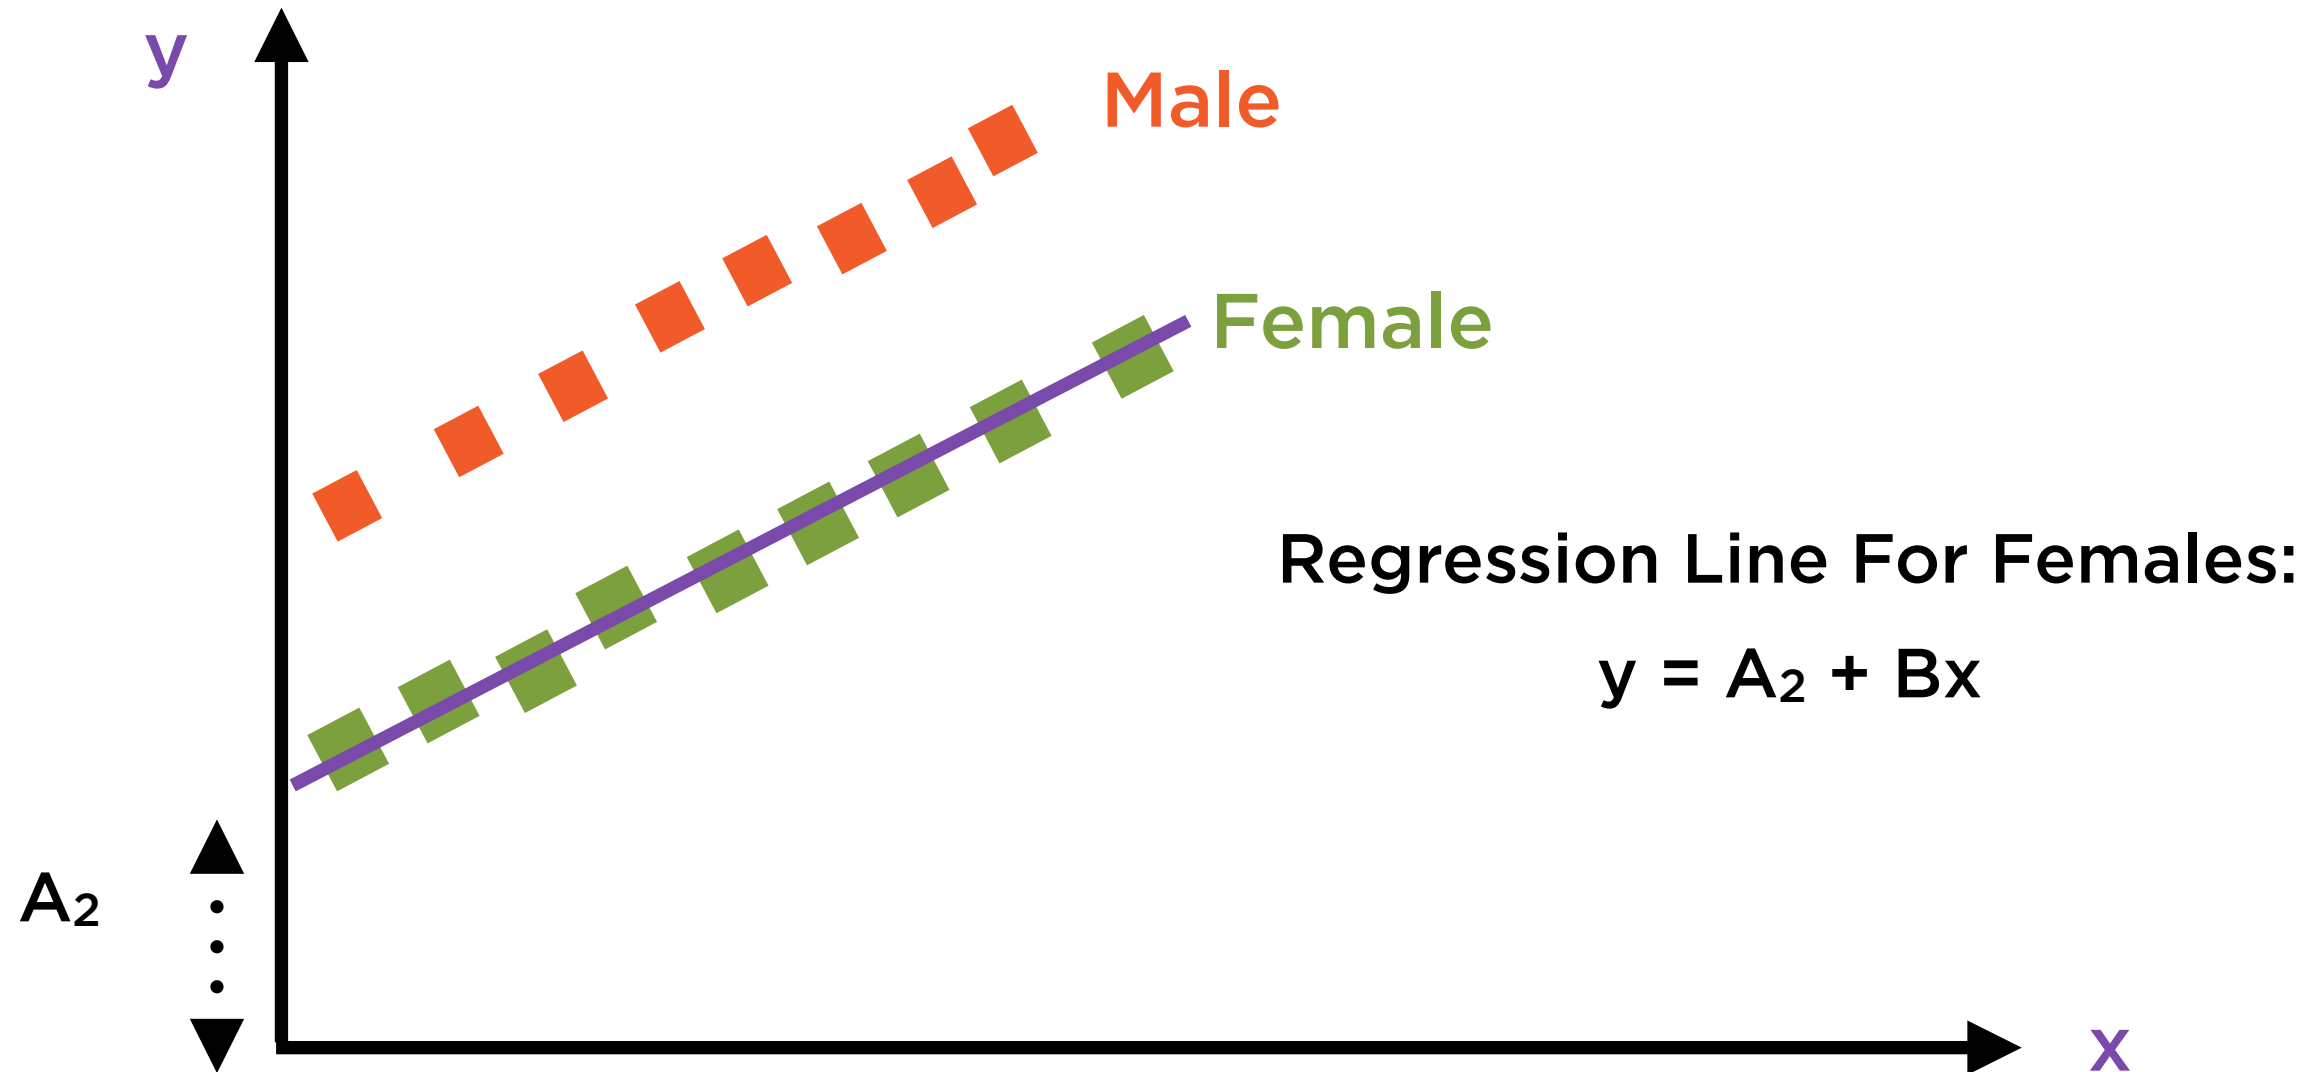 y
Male
Female
Regression Line For Females:
y = A₂ + Bx
A₂
x